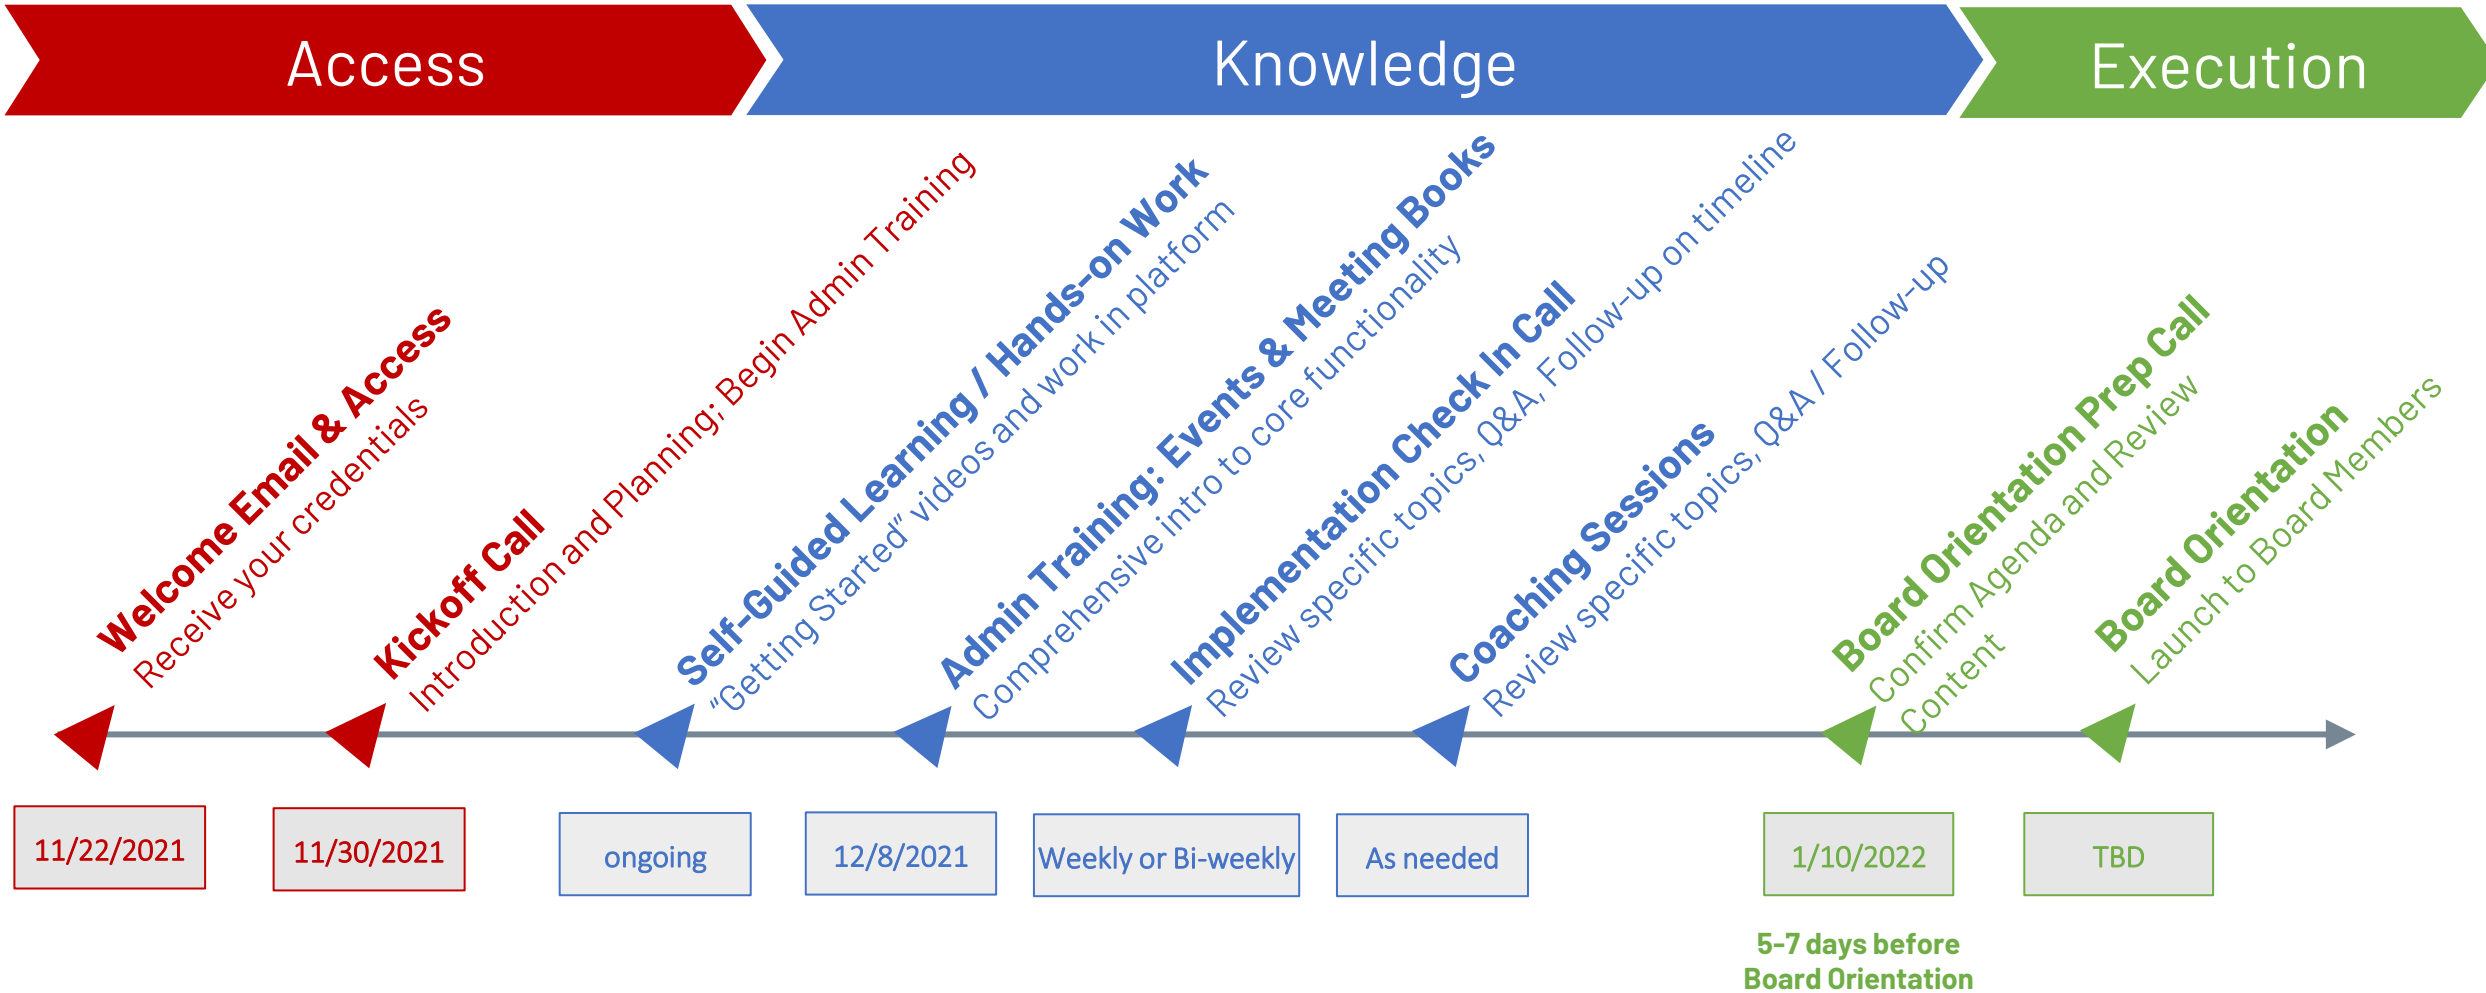 Access
Knowledge
Execution
Welcome Email & Access
Receive your credentials
Kickoff Call
Introduction and Planning; Begin Admin Training
Self-Guided Learning / Hands-on Work
"Getting Started" videos and work in platform
Admin Training: Events & Meeting Books
Comprehensive intro to core functionality
Implementation Check In Call
Review specific topics, Q&A, Follow-up on timeline
Coaching Sessions
Review specific topics, Q&A / Follow-up
Board Orientation Prep Call
Confirm Agenda and Review
Content
Board Orientation
Launch to Board Members
11/22/2021
11/30/2021
ongoing
12/8/2021
Weekly or Bi-weekly
As needed
1/10/2022
TBD
5-7 days before
Board Orientation